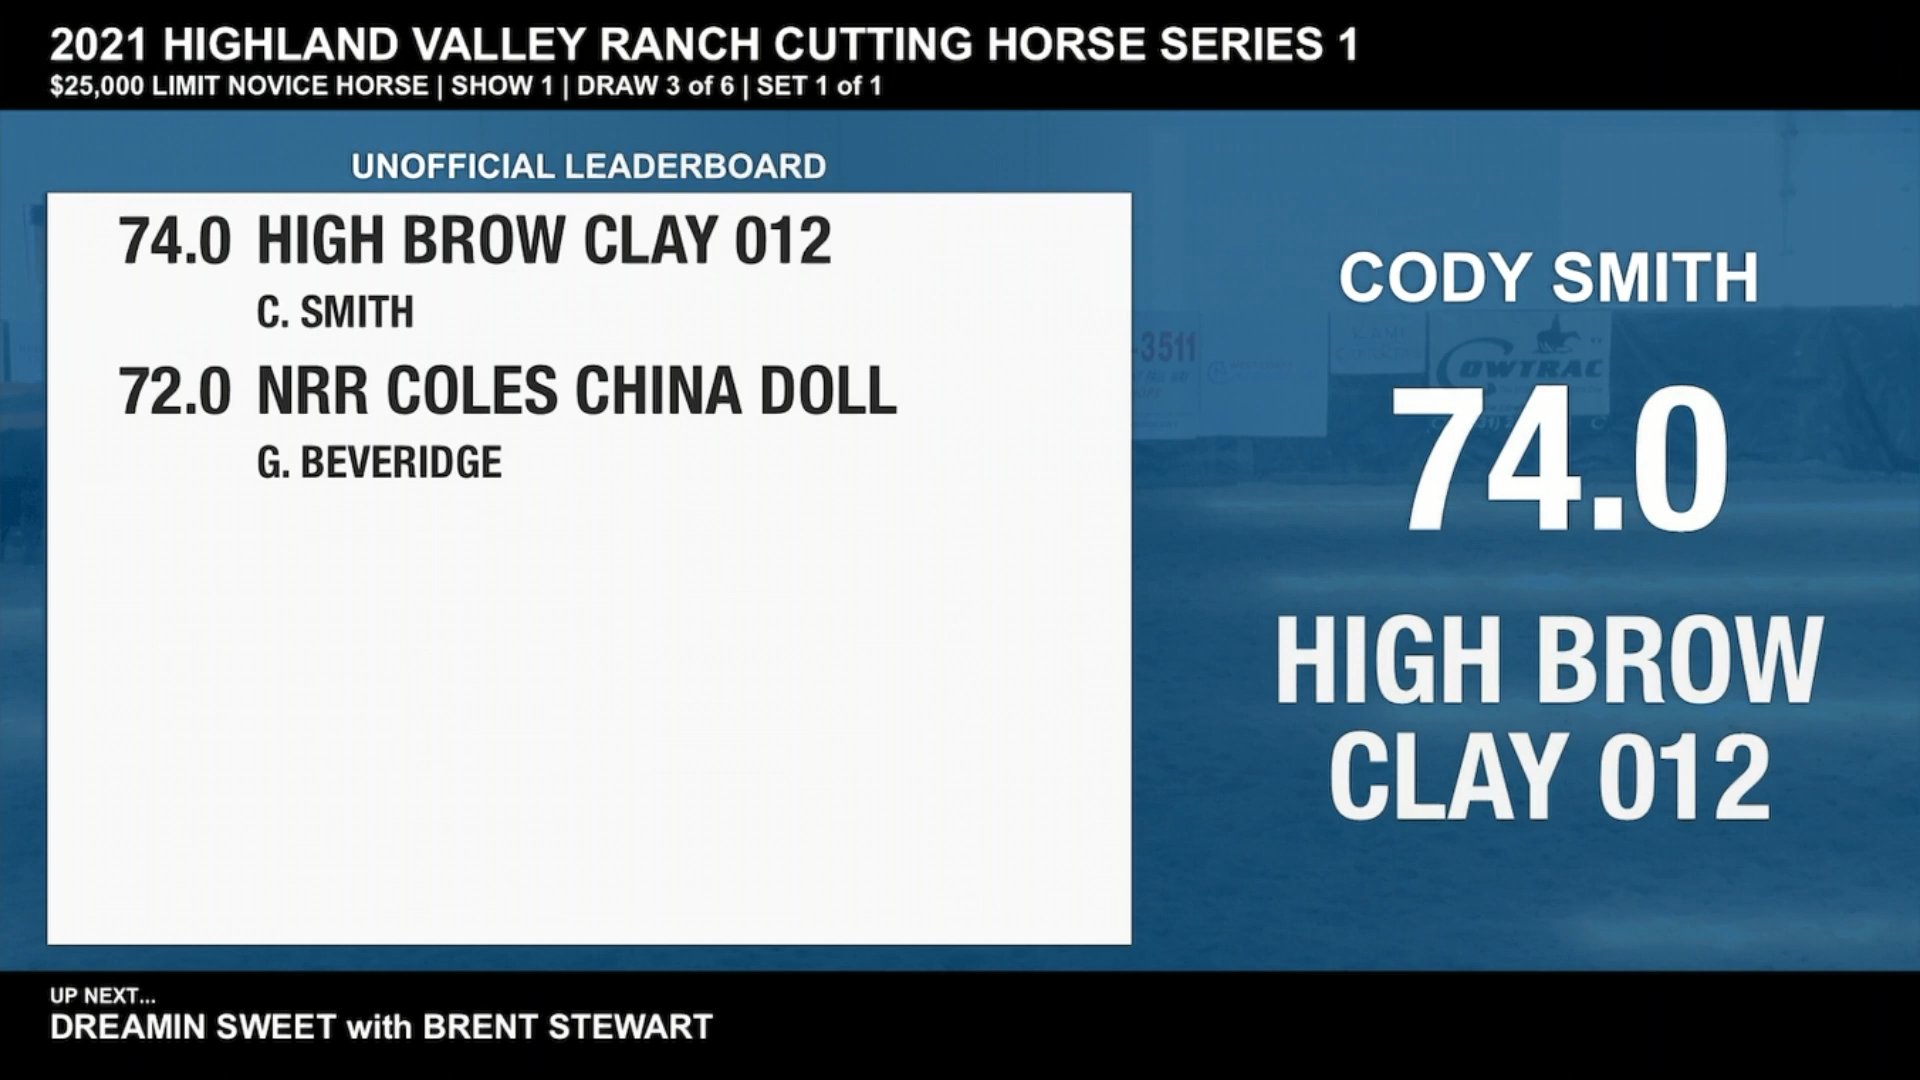 2021 HIGHLAND VALLEY RANCH CUTTING HORSE SERIES 1
$25,000 LIMIT NOVICE HORSE | SHOW 1 | DRAW 3 of 6 | SET 1 of 1
UNOFFICIAL LEADERBOARD
74.0 HIGH BROW CLAY 012
C. SMITH
72.0 NRR COLES CHINA DOLL
G. BEVERIDGE
CODY SMITH
-3511
COWTRAC
74.0
HIGH BROW
CLAY 012
UP NEXT...
DREAMIN SWEET with BRENT STEWART